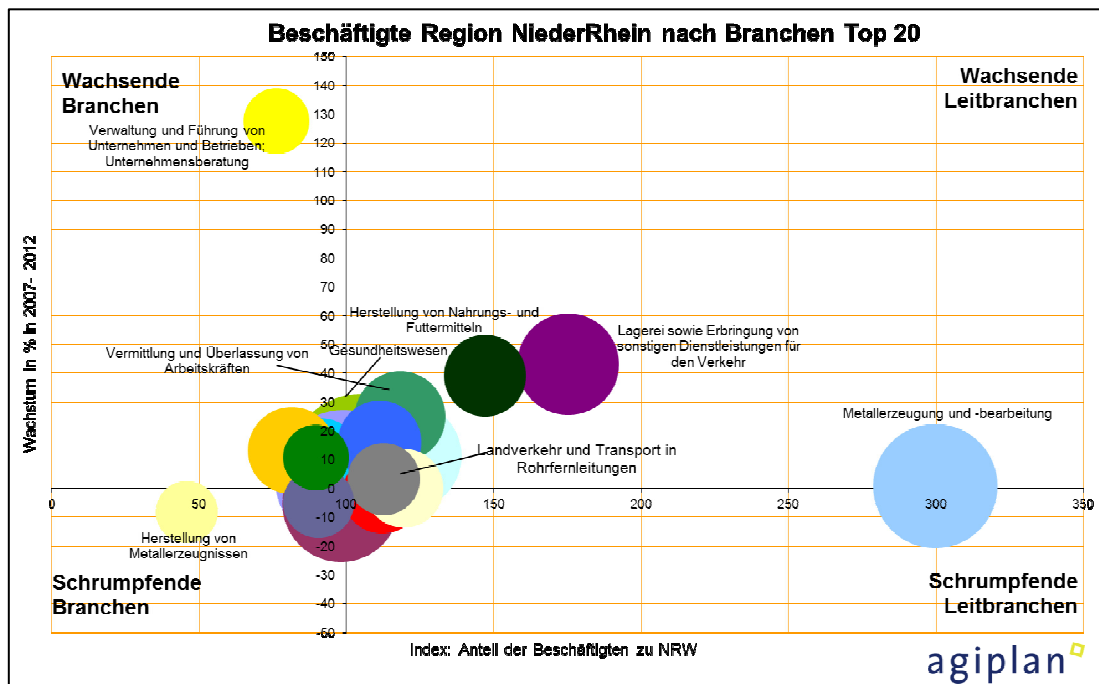 Beschäftigte Region NiederRhein nach Branchen Top 20
Wachsende
Branchen
Wachsende
Leitbranchen
Verwaltung und Führung von
Unternehmen und Betrieben;
Unternehmensberatung
Herstellung von Nahrungs- und
Futtermitteln
Lagerei sowie Erbringung von
sonstigen Dienstleistungen für
den Verkehr
Vermittlung und Überlassung von
Arbeitskräften
Gesundheitswesen
Metallerzeugung und -bearbeitung
Landverkehr und Transport in
Rohrfernleitungen
Herstellung von
Metallerzeugnissen
Schrumpfende
Branchen
Schrumpfende
Leitbranchen
Wachstum in % in 2007- 2012
150
140
130
120
110
100
90
80
70
60
50
40
30
20
10
0
-10
-20
-30
-40
-50
0 50 100 150 200 250 300 350
Index: Anteil der Beschäftigten zu NRW
agiplan